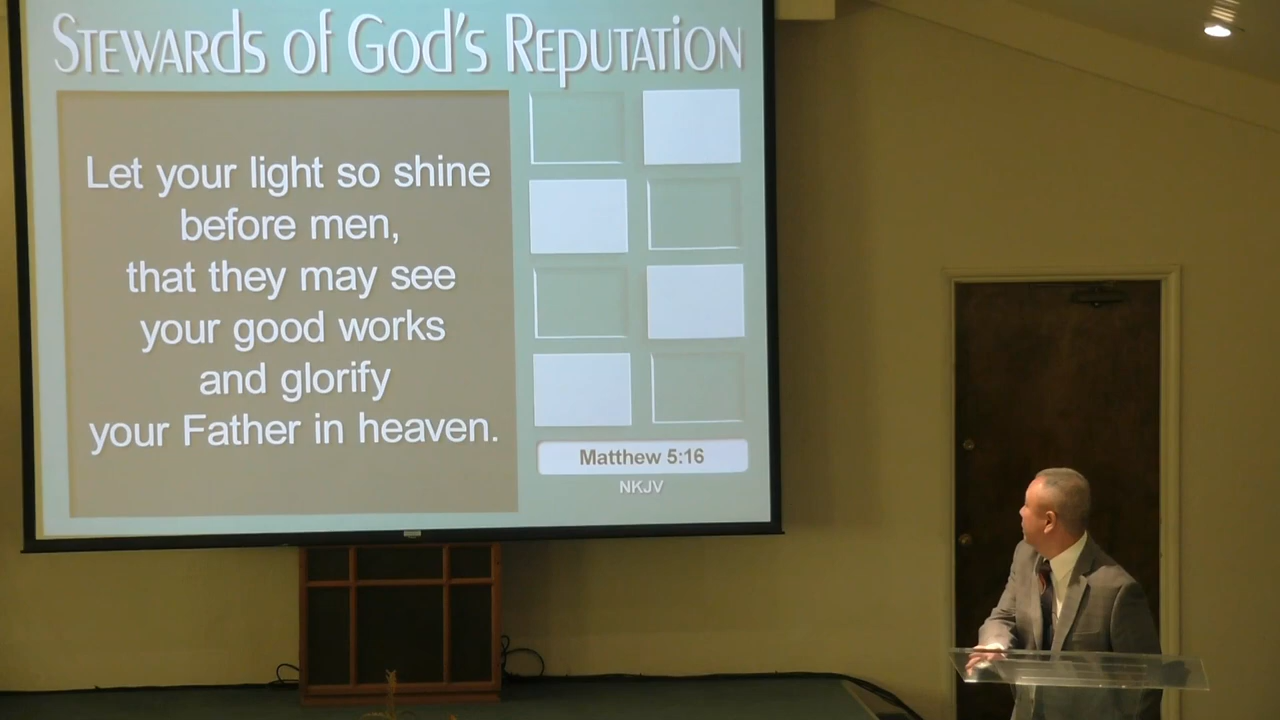 Stewards of God's Reputation
Let your light so shine
before men,
that they may see
your good works
and glorify
your Father in heaven.
Matthew 5:16
NKJV